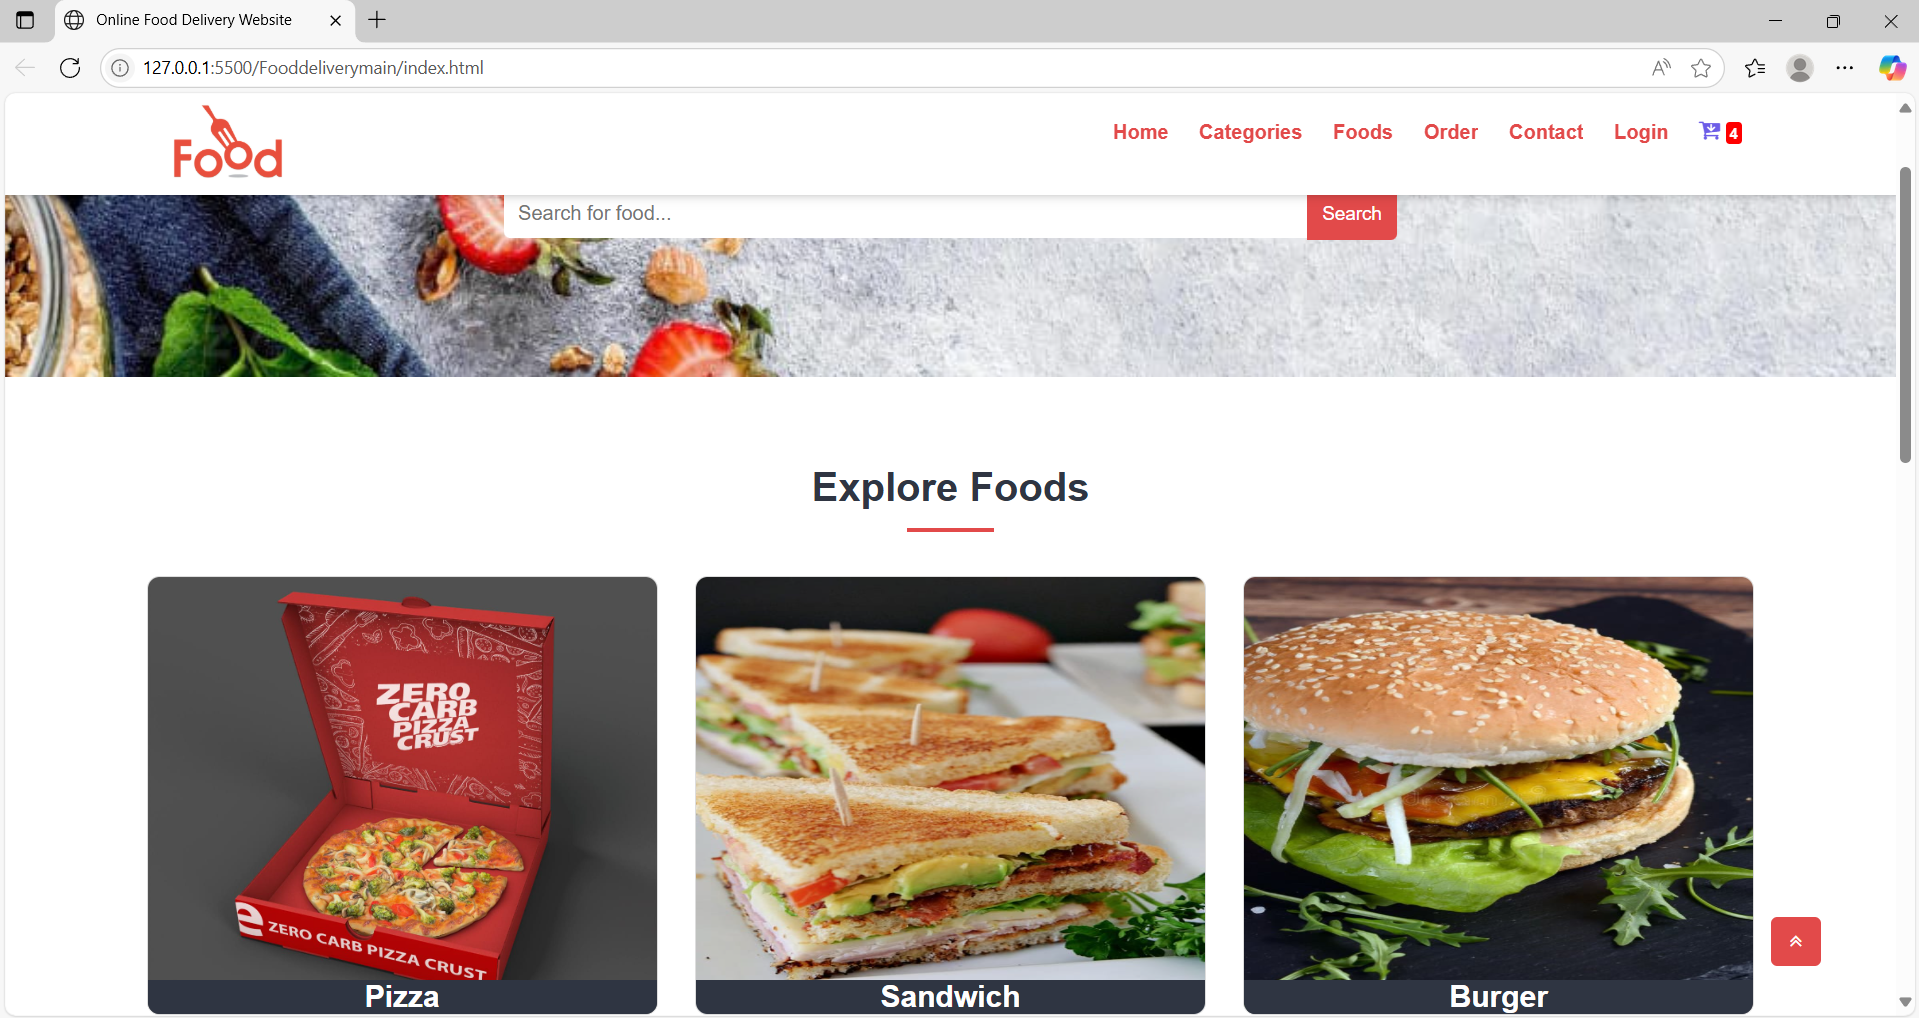 Online Food Delivery Website
127.0.0.1:5500/Fooddeliverymain/index.html
Food
Home Categories Foods Order Contact Login 4
Search for food... Search
Explore Foods
ZERO
CARB
PIZZA
CRUST
ZERO CARB PIZZA CRUST
Pizza Sandwich Burger